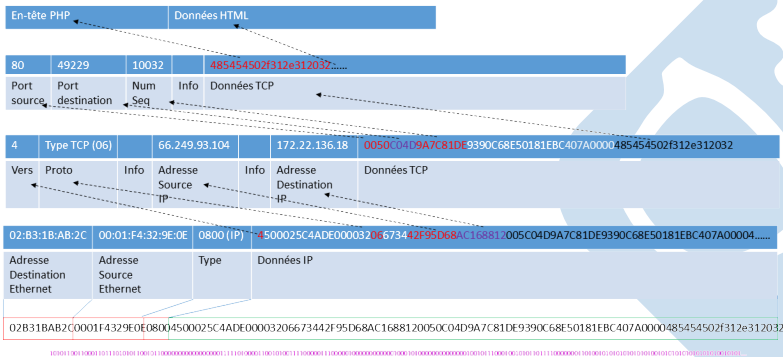 En-tête PHP Données HTML
80 49229 10032 485454502f312e312032......
Port source Port destination Num Seq Info Données TCP
4 Type TCP (06) 66.249.93.104 172.22.136.18 0050C04D9A7C81DE9390C68E50181EBC407A0000485454502f312e312032
Vers Proto Info Adresse Source IP Info Adresse Destination IP Données TCP
02:B3:1B:AB:2C 00:01:F4:32:9E:0E 0800 (IP) 4500025C4ADE00003206673442F95D68AC168812005C04D9A7C81DE9390C68E50181EBC407A00004......
Adresse Destination Ethernet Adresse Source Ethernet Type Données IP
02B31BAB2C0001F4329E0E08004500025C4ADE00003206673442F95D68AC1688120050C04D9A7C81DE9390C68E50181EBC407A0000485454502f312e312032